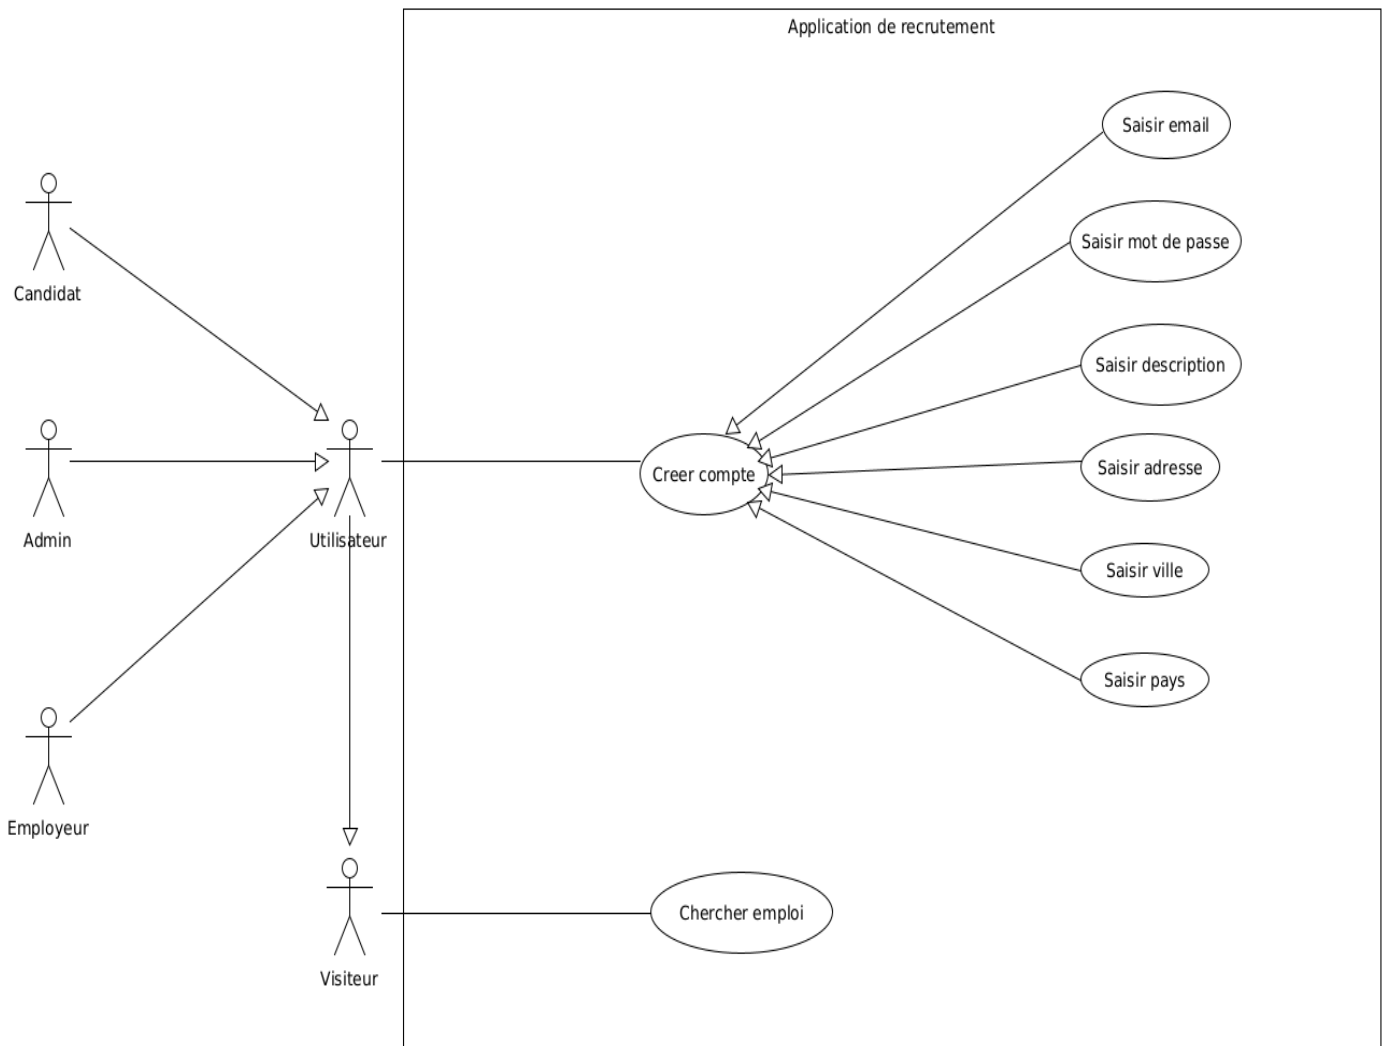 Application de recrutement
Saisir email
Saisir mot de passe
Candidat
Saisir description
Creer compte
Saisir adresse
Admin
Utilisateur
Saisir ville
Saisir pays
Employeur
Chercher emploi
Visiteur